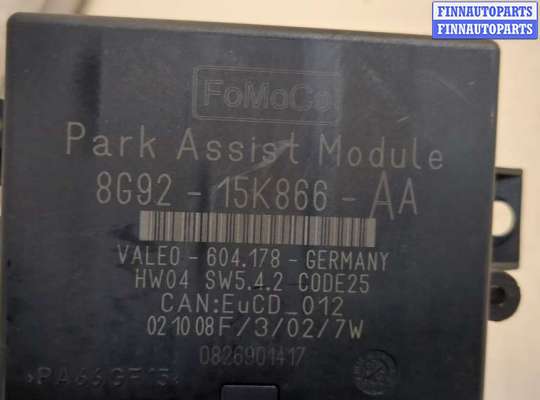 FINNAUTOPARTS
FINNAUTOPARTS
FoMoCo
Park Assist Module
8G92 - 15K866 - AA
VALEO - 604.178 - GERMANY
HW04 SW5.4.2 CODE25
CAN:EuCD_012
021008F/3/02/7W
0826901417